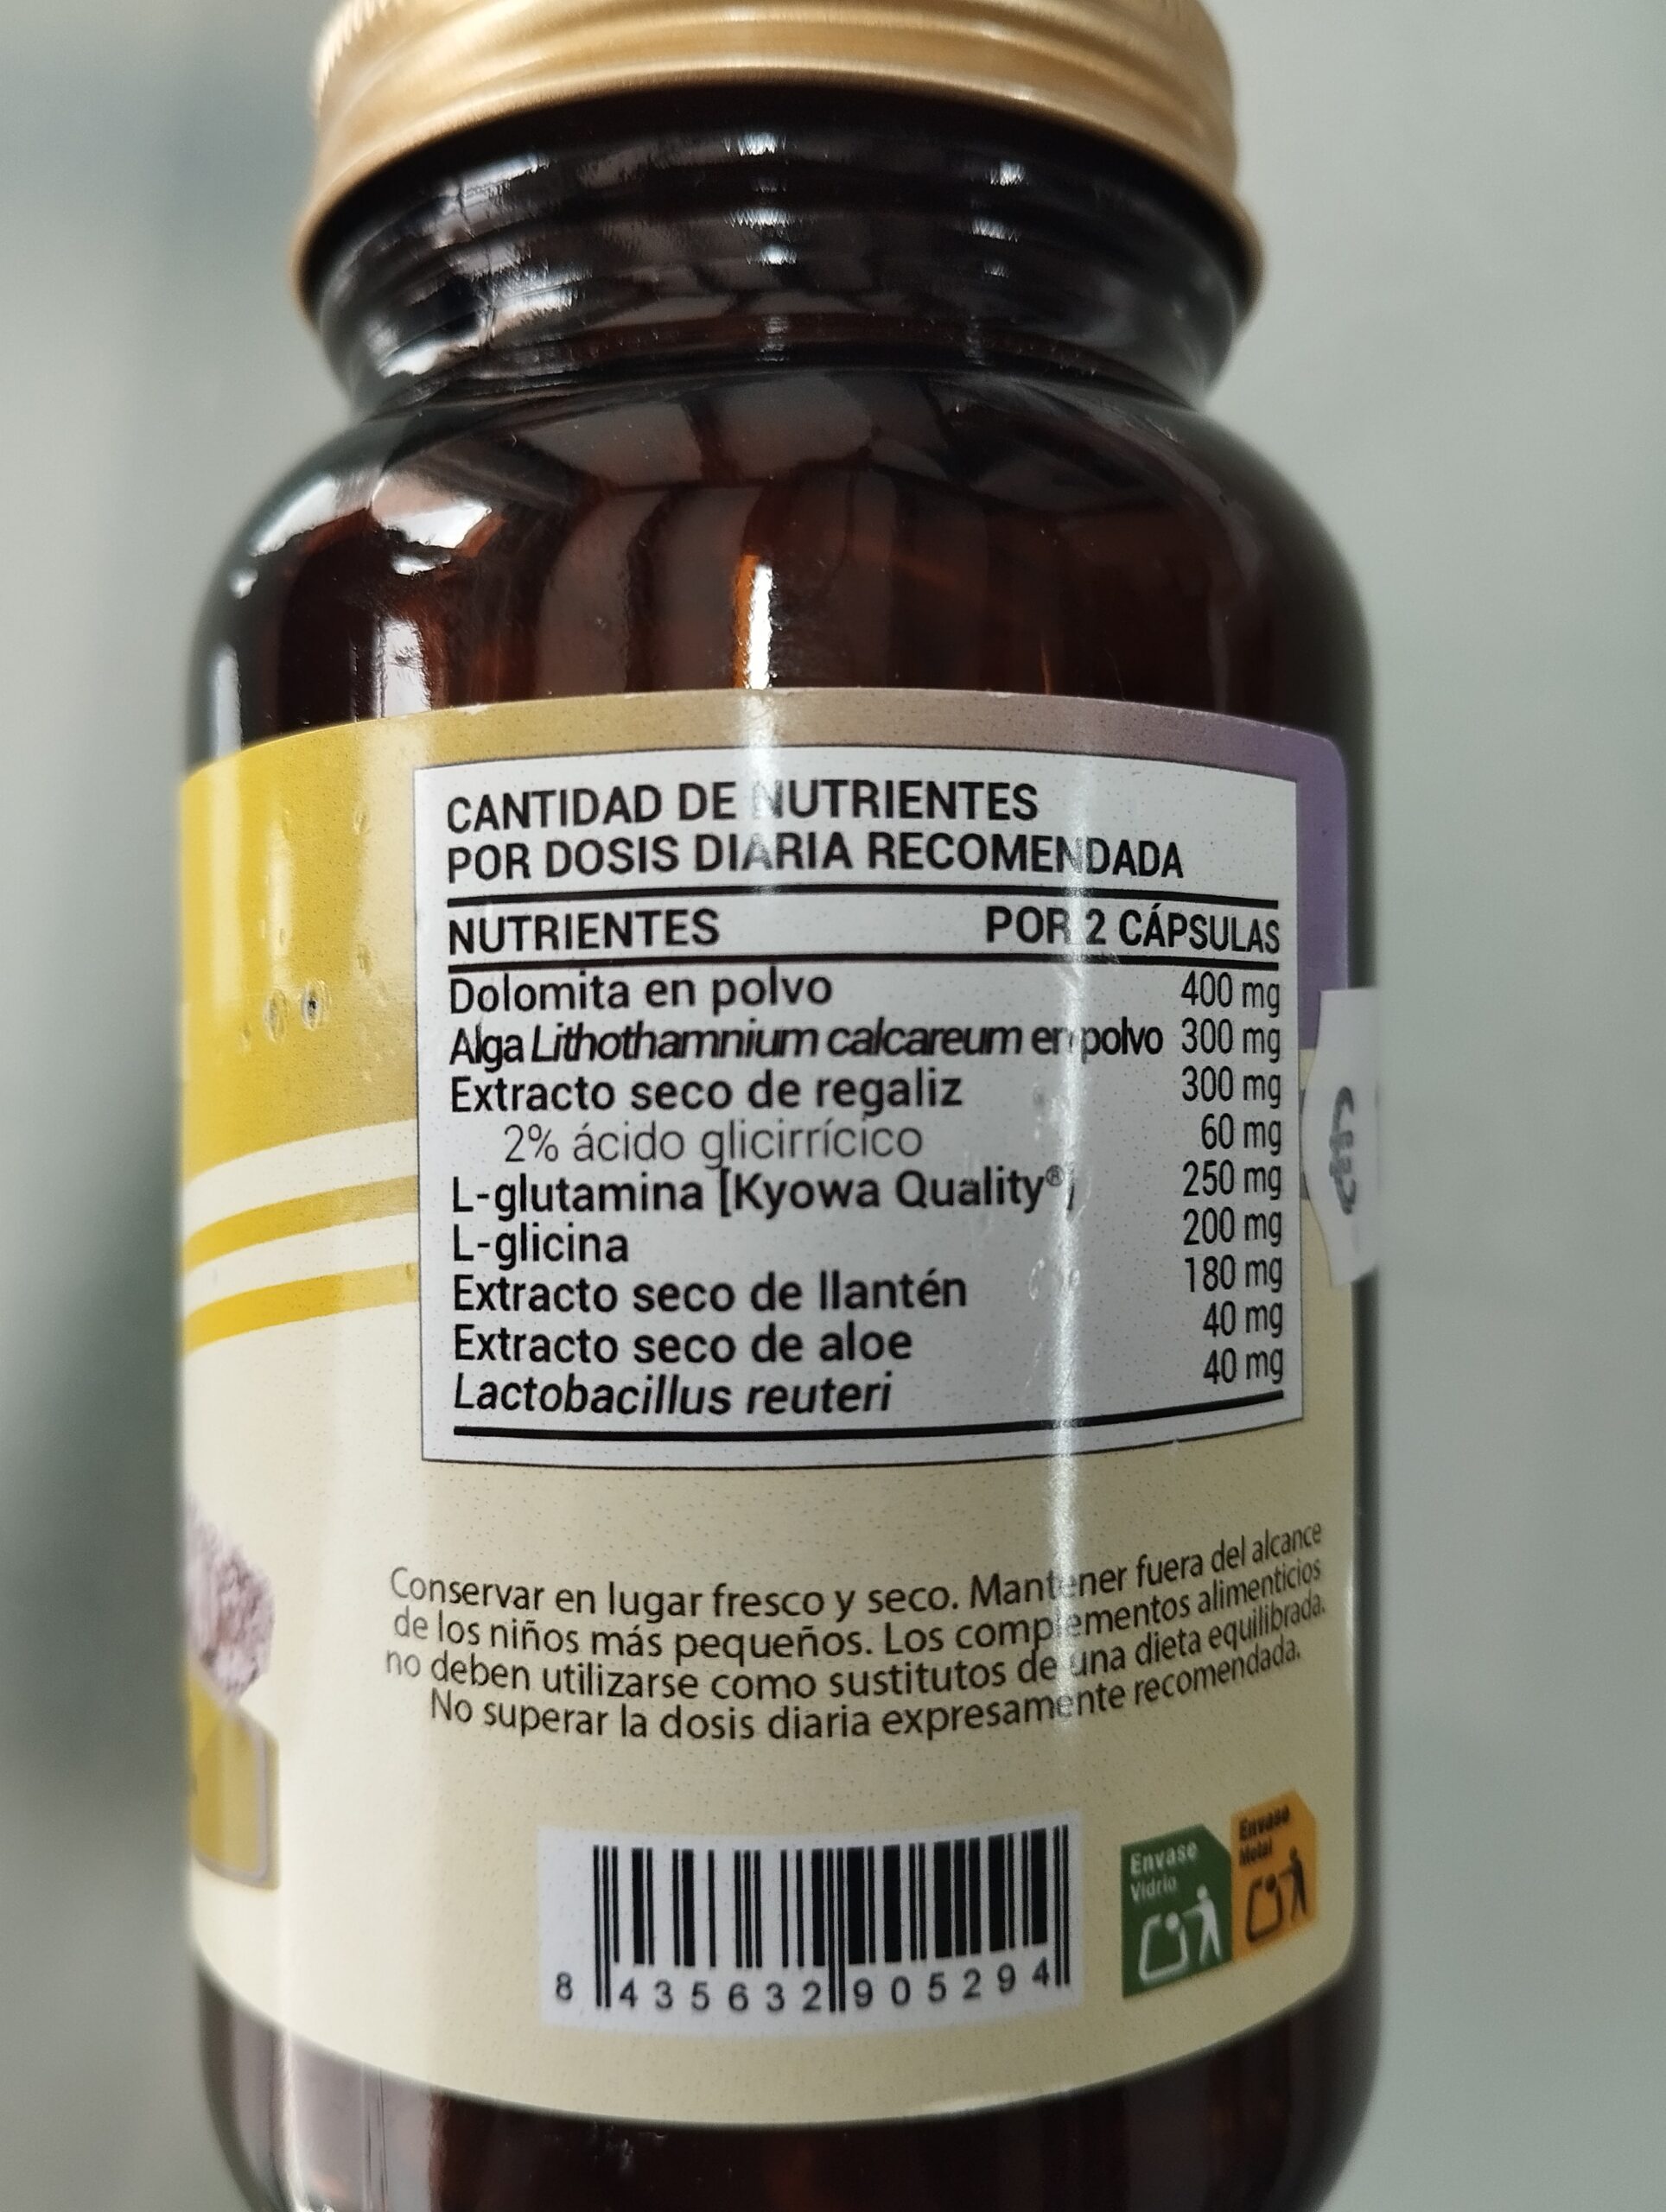 CANTIDAD DE NUTRIENTES
POR DOSIS DIARIA RECOMENDADA
NUTRIENTES POR 2 CÁPSULAS
Dolomita en polvo 400 mg
Alga Lithothamnium calcareum en polvo 300 mg
Extracto seco de regaliz 300 mg
2% ácido glicirrícico 60 mg
L-glutamina [Kyowa Quality®] 250 mg
L-glicina 200 mg
Extracto seco de llantén 180 mg
Extracto seco de aloe 40 mg
Lactobacillus reuteri 40 mg
Conservar en lugar fresco y seco. Mantener fuera del alcance
de los niños más pequeños. Los complementos alimenticios
no deben utilizarse como sustitutos de una dieta equilibrada.
No superar la dosis diaria expresamente recomendada.
Envase
Vidrio
Envase
Metal
8 435632 905294